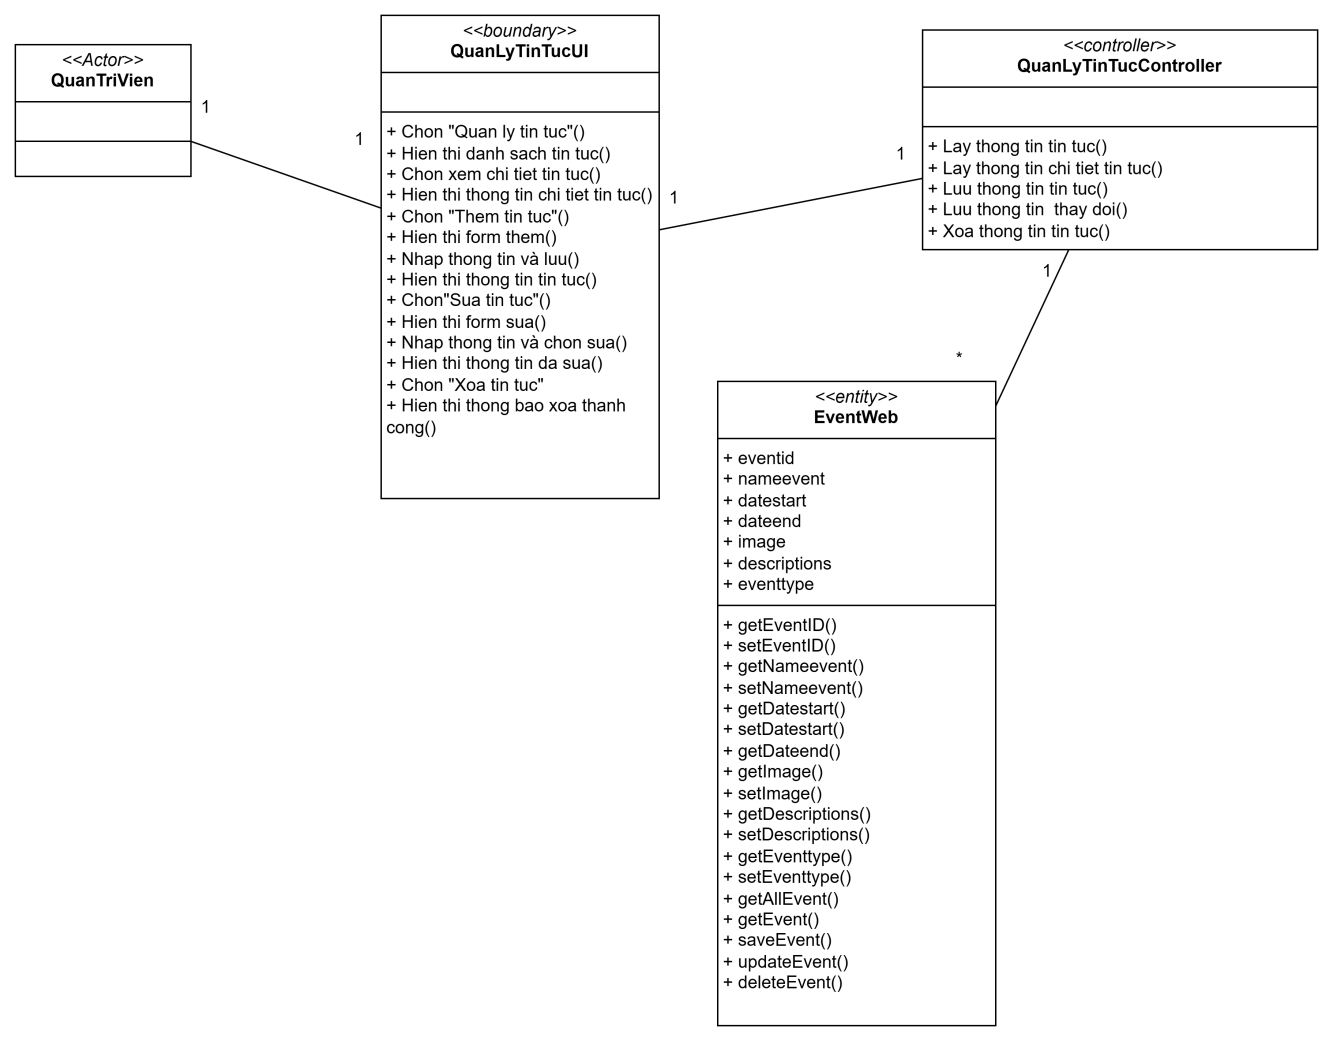 <<Actor>>
QuanTriVien
1
<<boundary>>
QuanLyTinTucUI
1
+ Chon "Quan ly tin tuc"()
+ Hien thi danh sach tin tuc()
+ Chon xem chi tiet tin tuc()
+ Hien thi thong tin chi tiet tin tuc()
+ Chon "Them tin tuc"()
+ Hien thi form them()
+ Nhap thong tin và luu()
+ Hien thi thong tin tin tuc()
+ Chon"Sua tin tuc"()
+ Hien thi form sua()
+ Nhap thong tin và chon sua()
+ Hien thi thong tin da sua()
+ Chon "Xoa tin tuc"
+ Hien thi thong bao xoa thanh
cong()
1
1
<<controller>>
QuanLyTinTucController
+ Lay thong tin tin tuc()
+ Lay thong tin chi tiet tin tuc()
+ Luu thong tin tin tuc()
+ Luu thong tin  thay doi()
+ Xoa thong tin tin tuc()
1
*
<<entity>>
EventWeb
+ eventid
+ nameevent
+ datestart
+ dateend
+ image
+ descriptions
+ eventtype
+ getEventID()
+ setEventID()
+ getNameevent()
+ setNameevent()
+ getDatestart()
+ setDatestart()
+ getDateend()
+ getImage()
+ setImage()
+ getDescriptions()
+ setDescriptions()
+ getEventtype()
+ setEventtype()
+ getAllEvent()
+ getEvent()
+ saveEvent()
+ updateEvent()
+ deleteEvent()